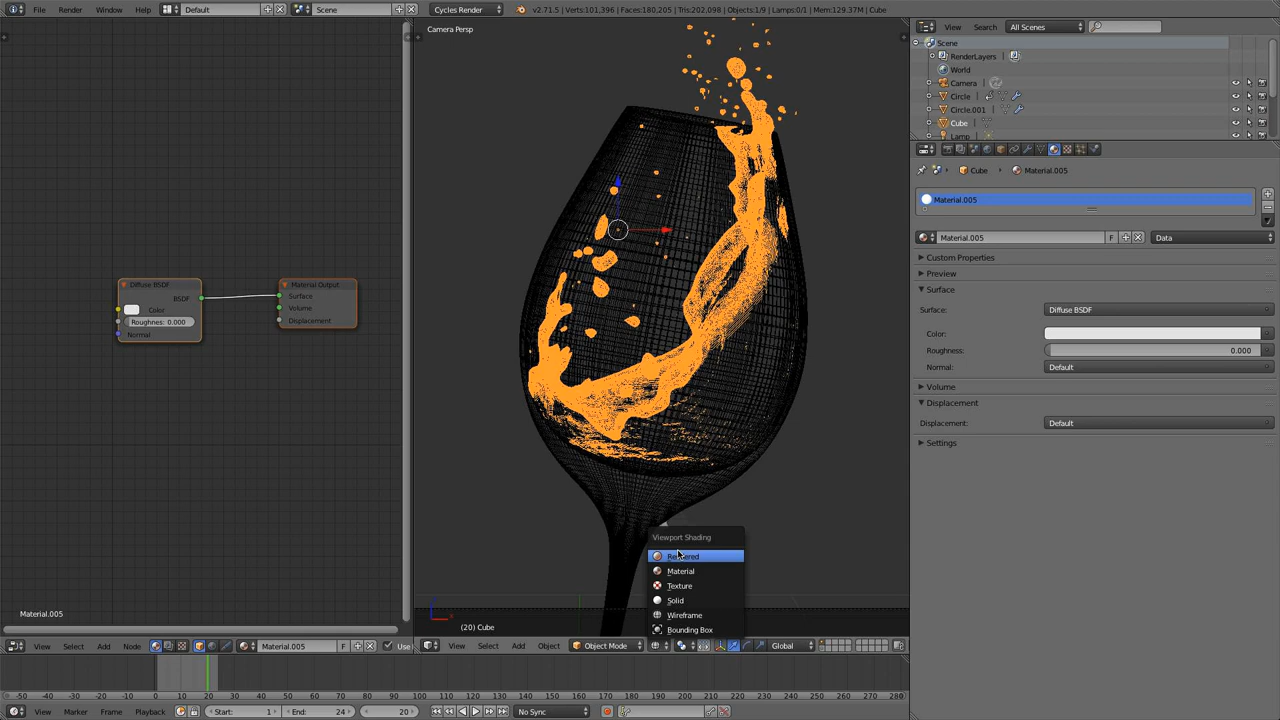 File Render Window Help Default Scene Cycles Render v2.71.5 | Verts:101,396 | Faces:180,205 | Tris:202,098 | Objects:1/9 | Lamps:0/1 | Mem:129.37M | Cube
Camera Persp
View Search All Scenes
Scene
RenderLayers
World
Camera
Circle
Circle.001
Cube
Lamp
Cube Material.005
Material.005
Material.005 F Data
Custom Properties
Preview
Surface
Surface: Diffuse BSDF
Color:
Roughness: 0.000
Normal: Default
Volume
Displacement
Displacement: Default
Settings
Diffuse BSDF
BSDF
Color
Roughness: 0.000
Normal
Material Output
Surface
Volume
Displacement
Viewport Shading
Rendered
Material
Texture
Solid
Wireframe
Bounding Box
Material.005
(20) Cube
View Select Add Node Material.005 F Use
View Select Add Object Object Mode Global
-50 -40 -30 -20 -10 0 10 20 30 40 50 60 70 80 90 100 110 120 130 140 150 160 170 180 190 200 210 220 230 240 250 260 270 280
View Marker Frame Playback Start: 1 End: 24 20 No Sync